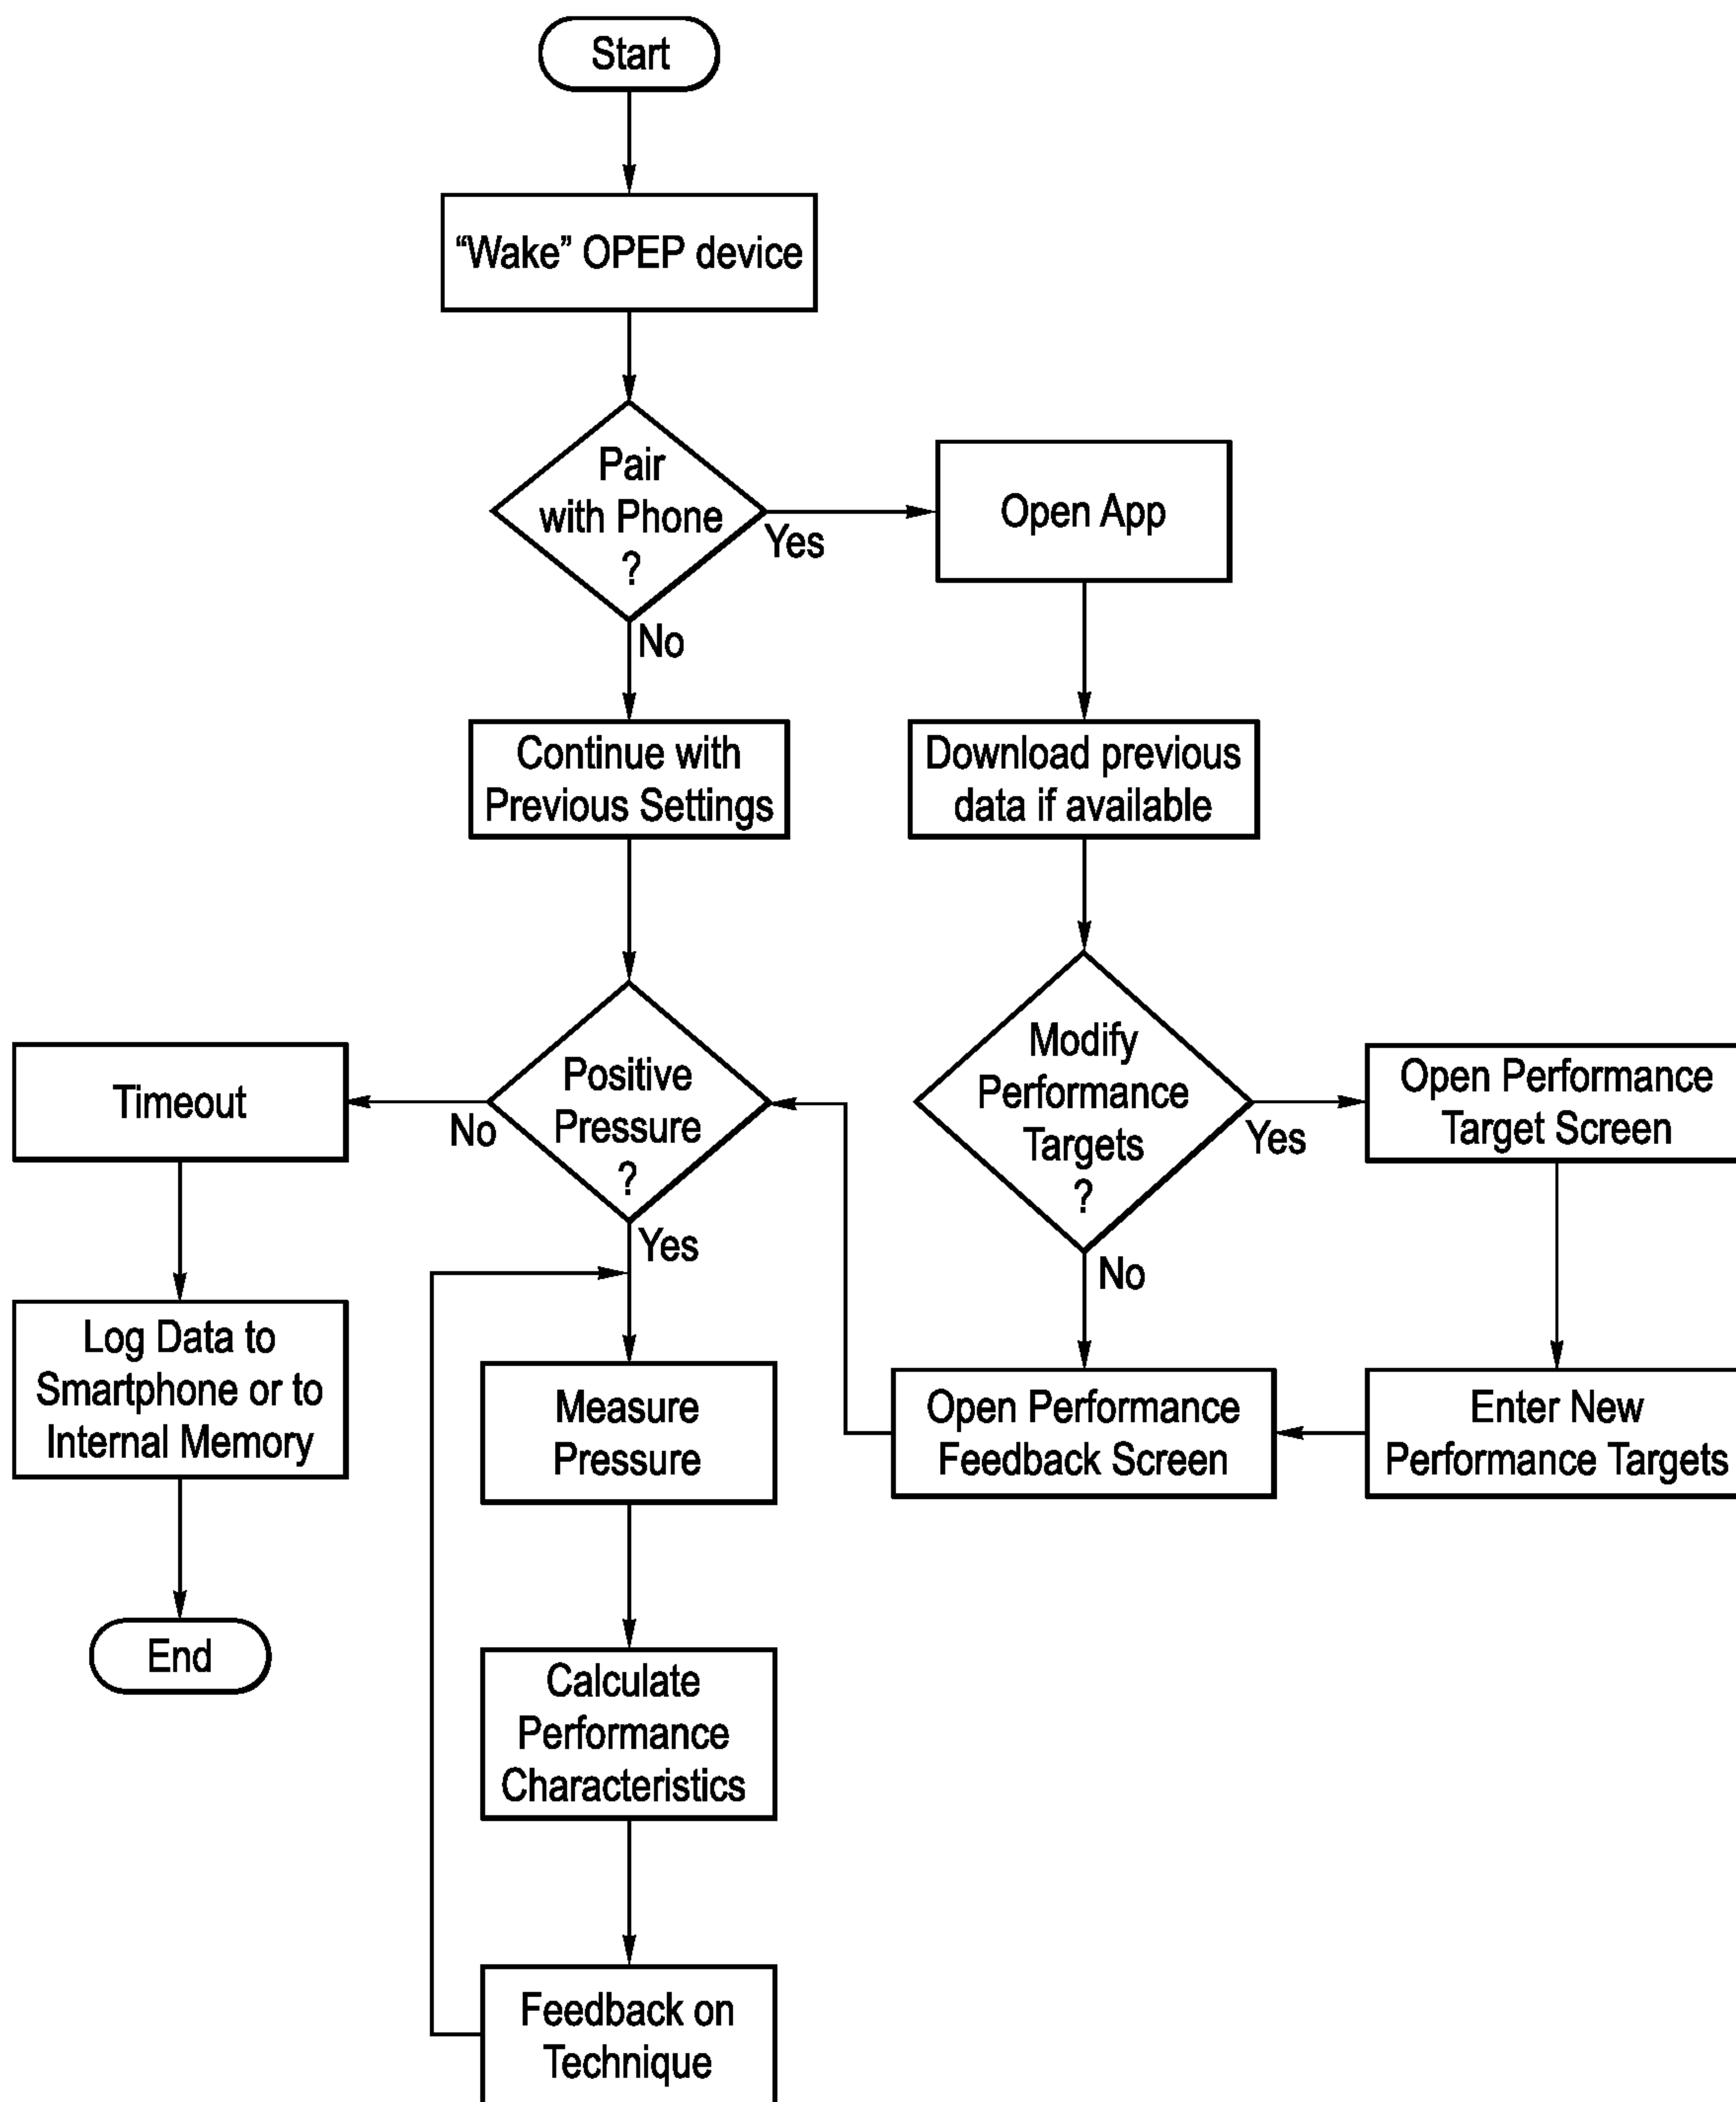 Start
“Wake” OPEP device
Pair
with Phone
?
Yes
Open App
No
Continue with
Previous Settings
Download previous
data if available
Timeout
No
Positive
Pressure
?
Yes
Modify
Performance
Targets
?
Yes
No
Open Performance
Target Screen
Log Data to
Smartphone or to
Internal Memory
Measure
Pressure
Open Performance
Feedback Screen
Enter New
Performance Targets
End
Calculate
Performance
Characteristics
Feedback on
Technique